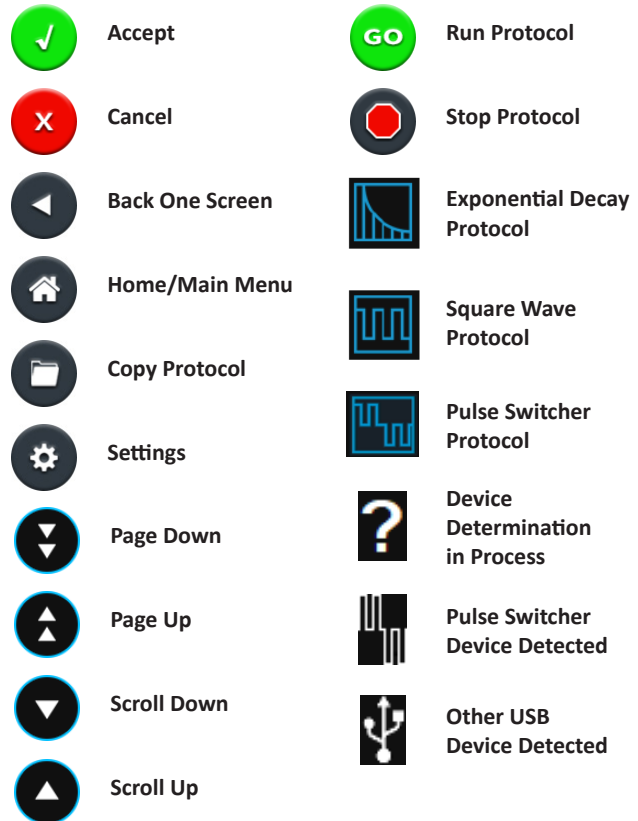 √
Accept
X
Cancel
Back One Screen
Home/Main Menu
Copy Protocol
Settings
Page Down
Page Up
Scroll Down
Scroll Up
GO
Run Protocol
Stop Protocol
Exponential Decay
Protocol
Square Wave
Protocol
Pulse Switcher
Protocol
?
Device
Determination
in Process
Pulse Switcher
Device Detected
Other USB
Device Detected